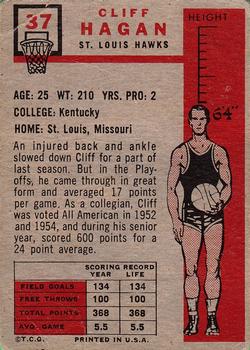 37
CLIFF
HAGAN
ST. LOUIS HAWKS
HEIGHT
6'4"
AGE: 25 WT: 210 YRS. PRO: 2
COLLEGE: Kentucky
HOME: St. Louis, Missouri
An injured back and ankle
slowed down Cliff for a part of
last season. But in the Play-
offs, he came through in great
form and averaged 17 points
per game. As a collegian, Cliff
was voted All American in 1952
and 1954, and during his senior
year, scored 600 points for a
24 point average.
SCORING RECORD
YEAR LIFE
FIELD GOALS 134 134
FREE THROWS 100 100
TOTAL POINTS 368 368
AVG. GAME 5.5 5.5
©T.C.G. PRINTED IN U.S.A.